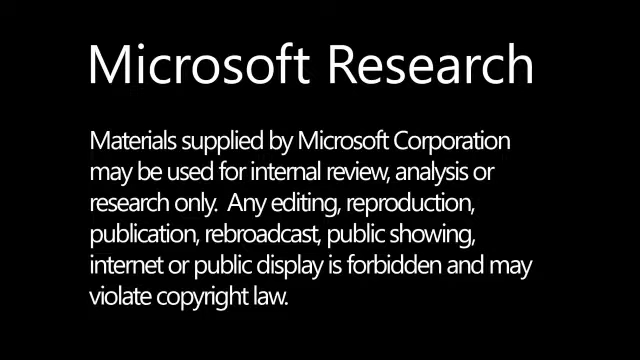 Microsoft Research
Materials supplied by Microsoft Corporation
may be used for internal review, analysis or
research only.  Any editing, reproduction,
publication, rebroadcast, public showing,
internet or public display is forbidden and may
violate copyright law.